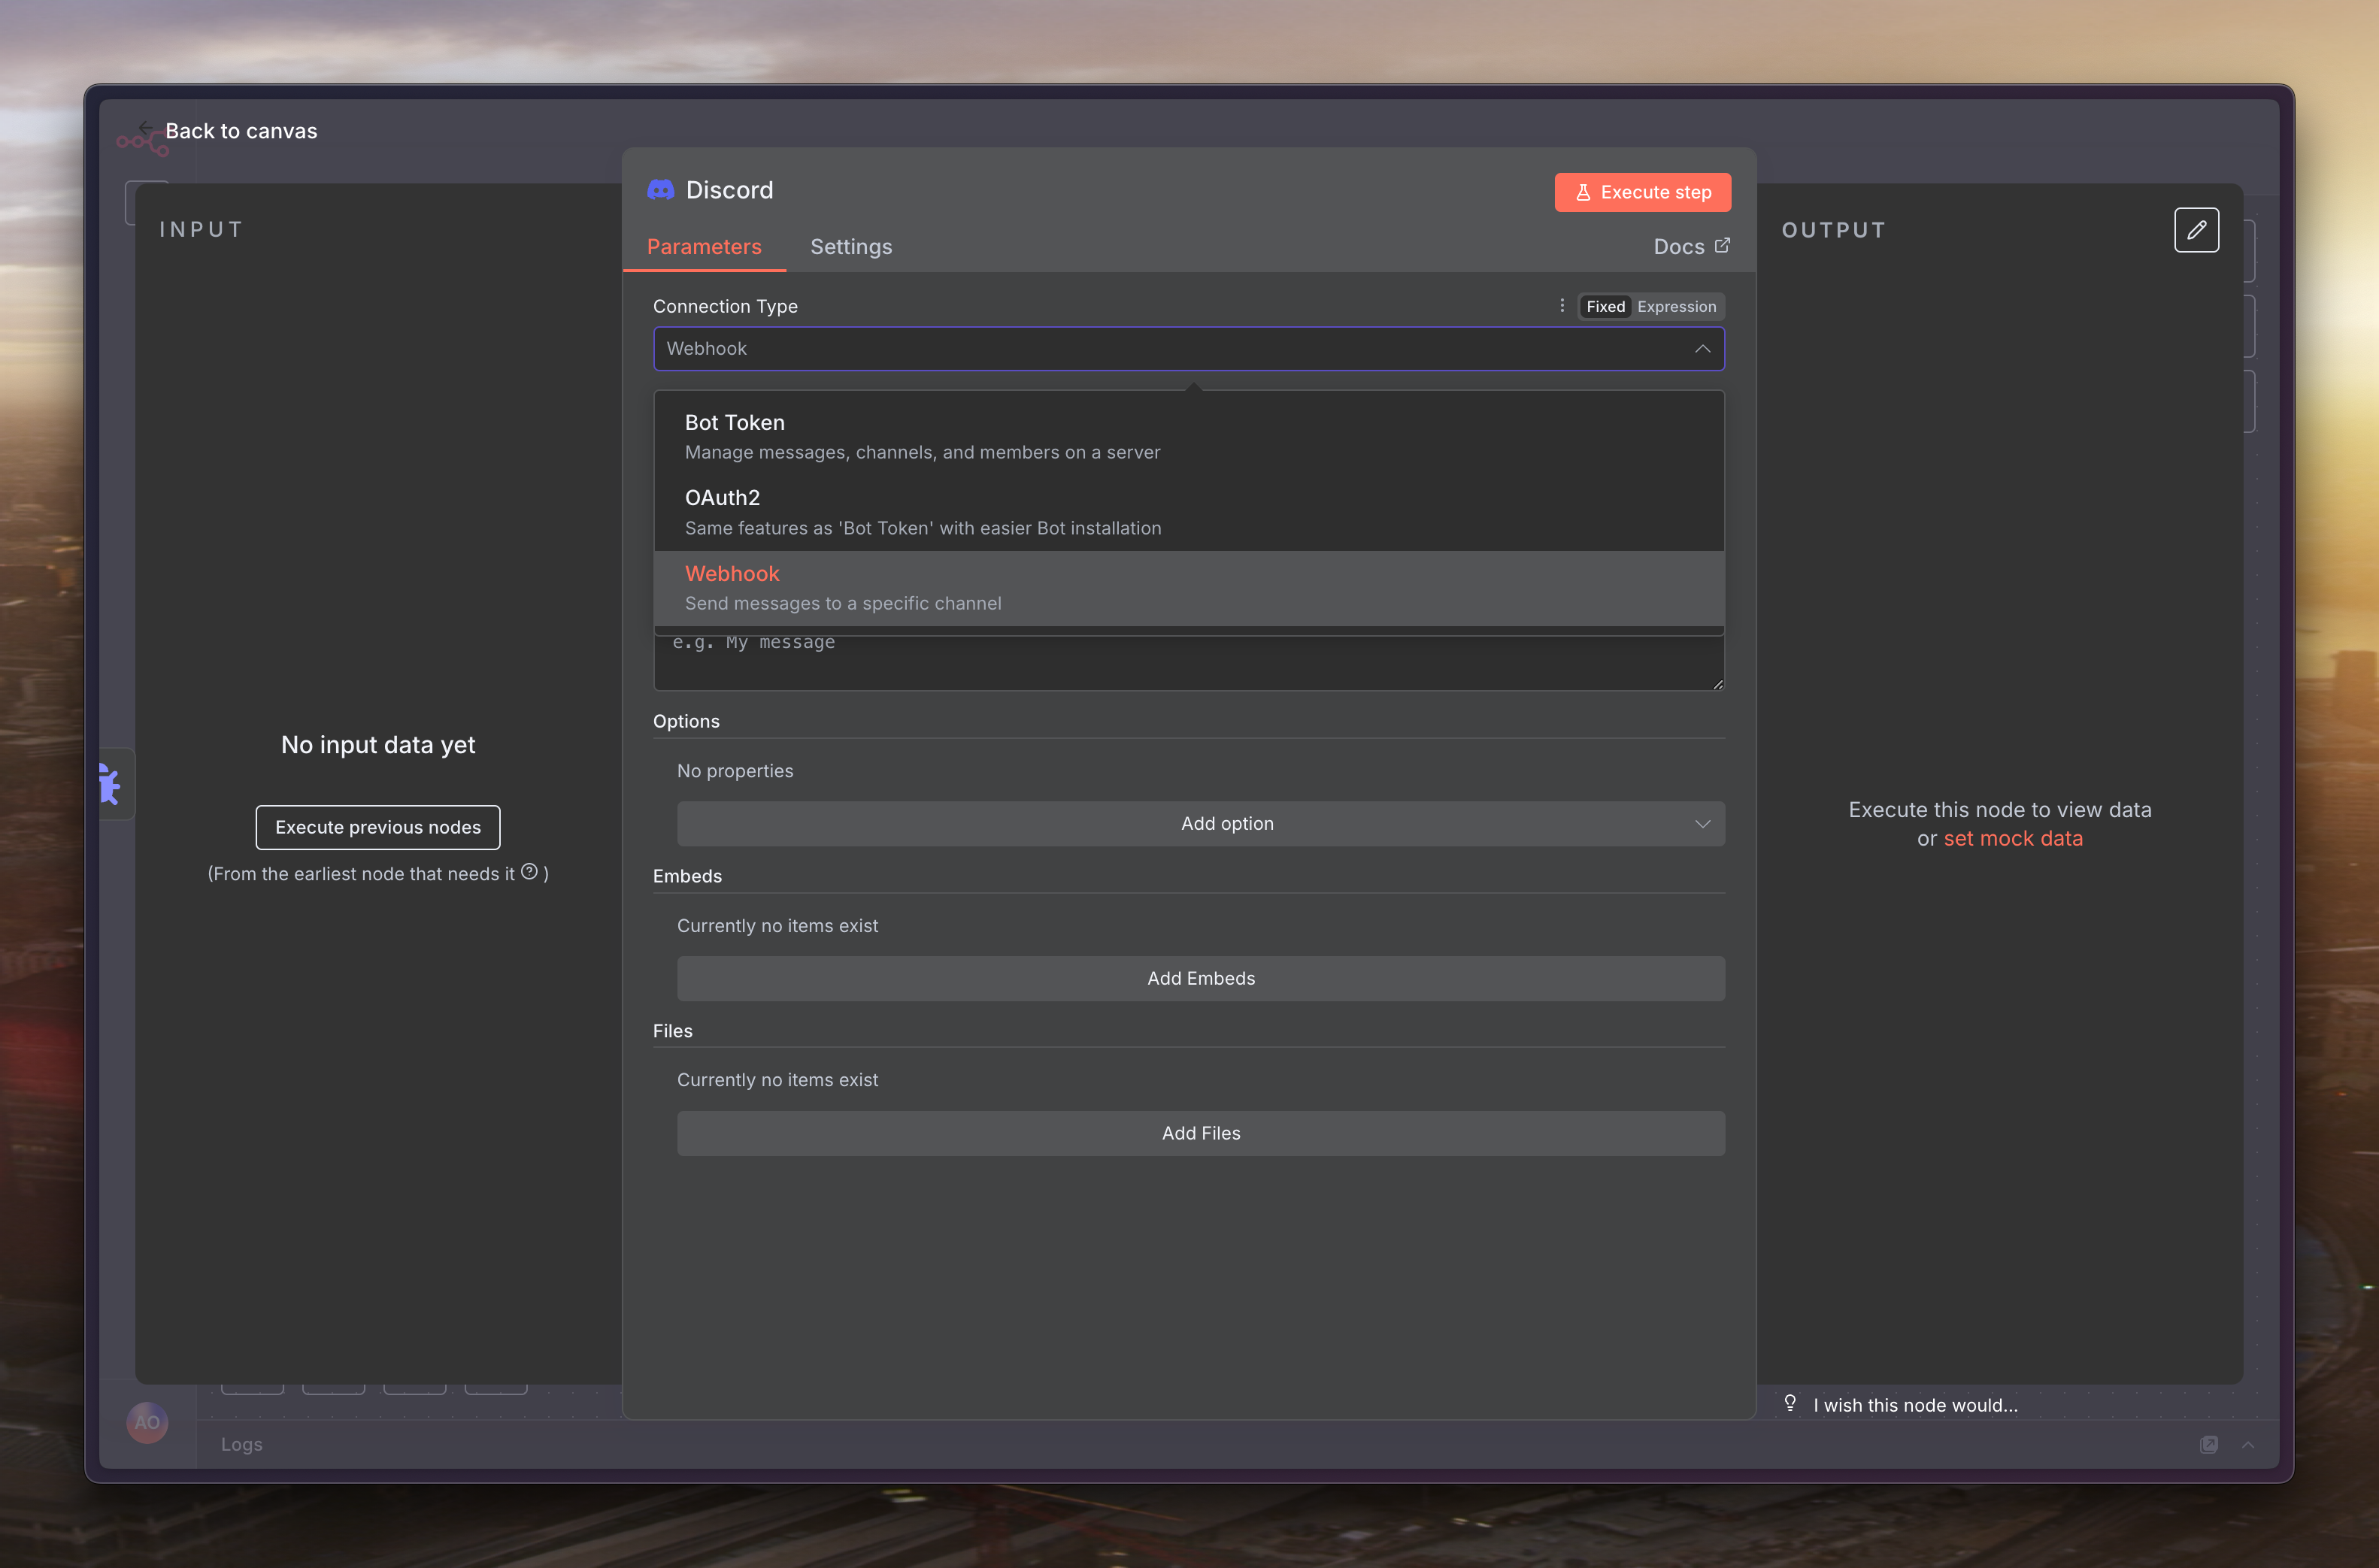 Back to canvas
INPUT
No input data yet
Execute previous nodes
(From the earliest node that needs it ? )
Discord
Execute step
Parameters
Settings
Docs
Connection Type
Fixed
Expression
Webhook
Bot Token
Manage messages, channels, and members on a server
OAuth2
Same features as 'Bot Token' with easier Bot installation
Webhook
Send messages to a specific channel
e.g. My message
Options
No properties
Add option
Embeds
Currently no items exist
Add Embeds
Files
Currently no items exist
Add Files
OUTPUT
Execute this node to view data
or set mock data
I wish this node would...
AO
Logs